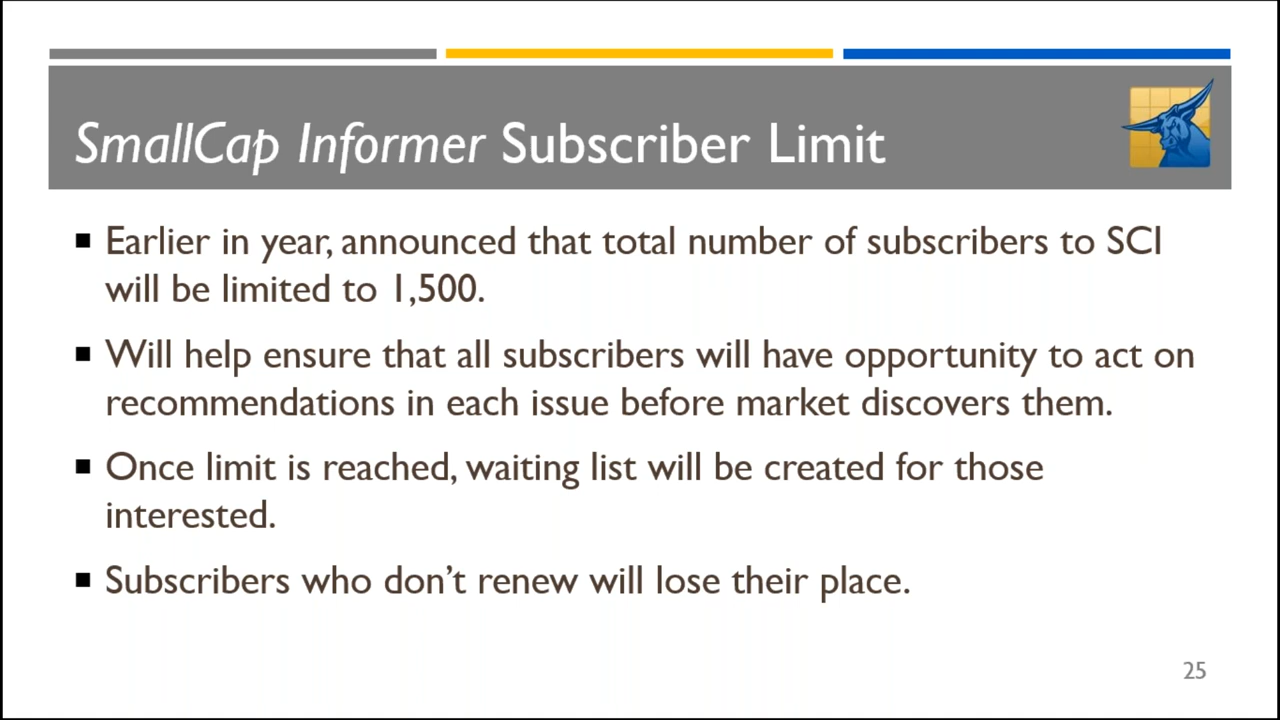 SmallCap Informer Subscriber Limit
■ Earlier in year, announced that total number of subscribers to SCI
will be limited to 1,500.
■ Will help ensure that all subscribers will have opportunity to act on
recommendations in each issue before market discovers them.
■ Once limit is reached, waiting list will be created for those
interested.
■ Subscribers who don’t renew will lose their place.
25